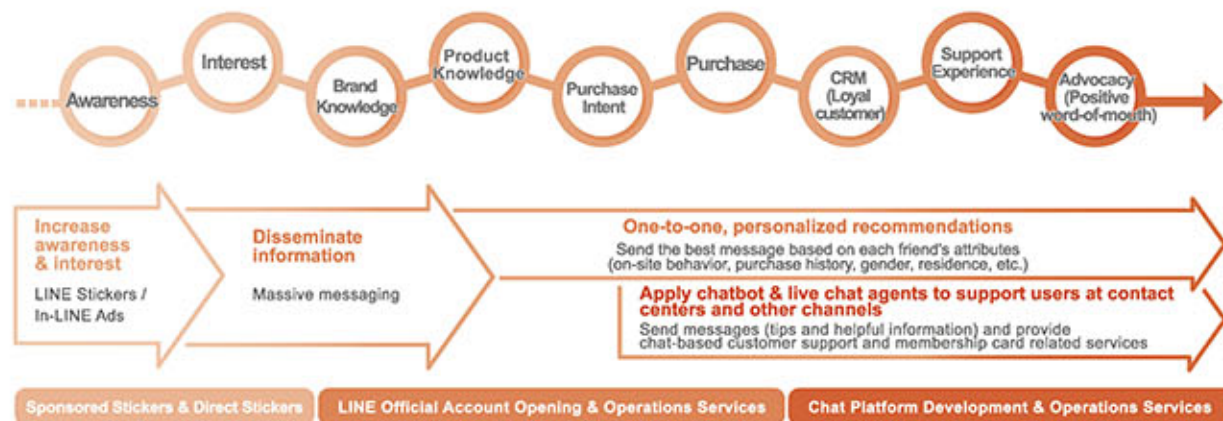 Awareness
Interest
Brand
Knowledge
Product
Knowledge
Purchase
Intent
Purchase
CRM
(Loyal
customer)
Support
Experience
Advocacy
(Positive
word-of-mouth)
Increase
awareness
& interest
LINE Stickers /
In-LINE Ads
Disseminate
information
Massive messaging
One-to-one, personalized recommendations
Send the best message based on each friend's attributes
(on-site behavior, purchase history, gender, residence, etc.)
Apply chatbot & live chat agents to support users at contact
centers and other channels
Send messages (tips and helpful information) and provide
chat-based customer support and membership card related services
Sponsored Stickers & Direct Stickers
LINE Official Account Opening & Operations Services
Chat Platform Development & Operations Services